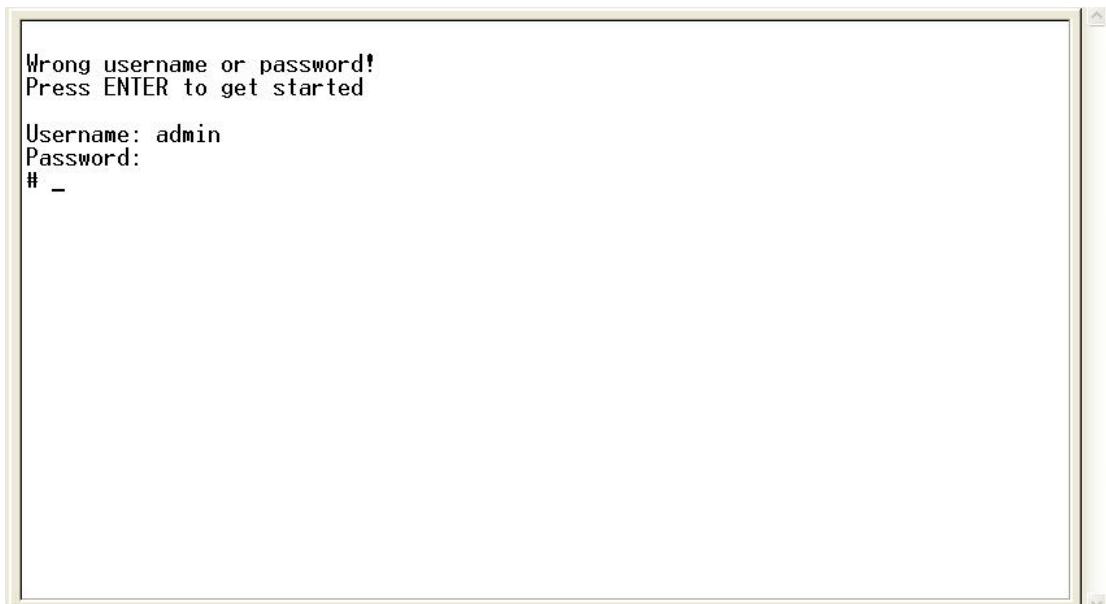 Wrong username or password!
Press ENTER to get started
Username: admin
Password:
# _